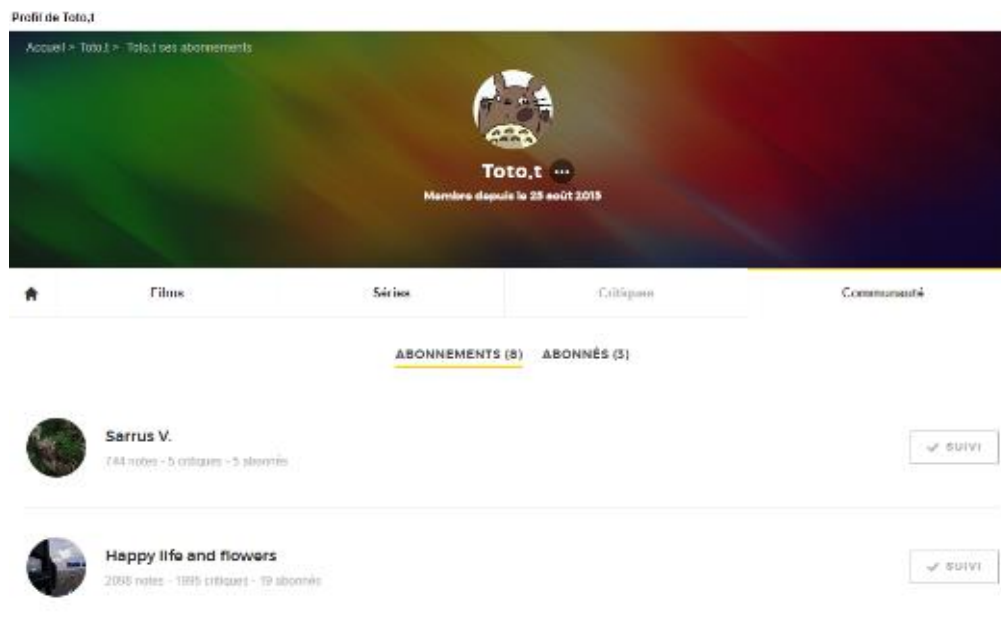 Profil de Toto,t
Accueil > Toto,t > Toto,t ses abonnements
Toto,t ...
Membre depuis le 25 août 2015
Films Séries Critiques Communauté
ABONNEMENTS (8) ABONNÉS (3)
Sarrus V.
744 notes - 5 critiques - 5 abonnés
SUIVI
Happy life and flowers
2098 notes - 1995 critiques - 19 abonnés
SUIVI